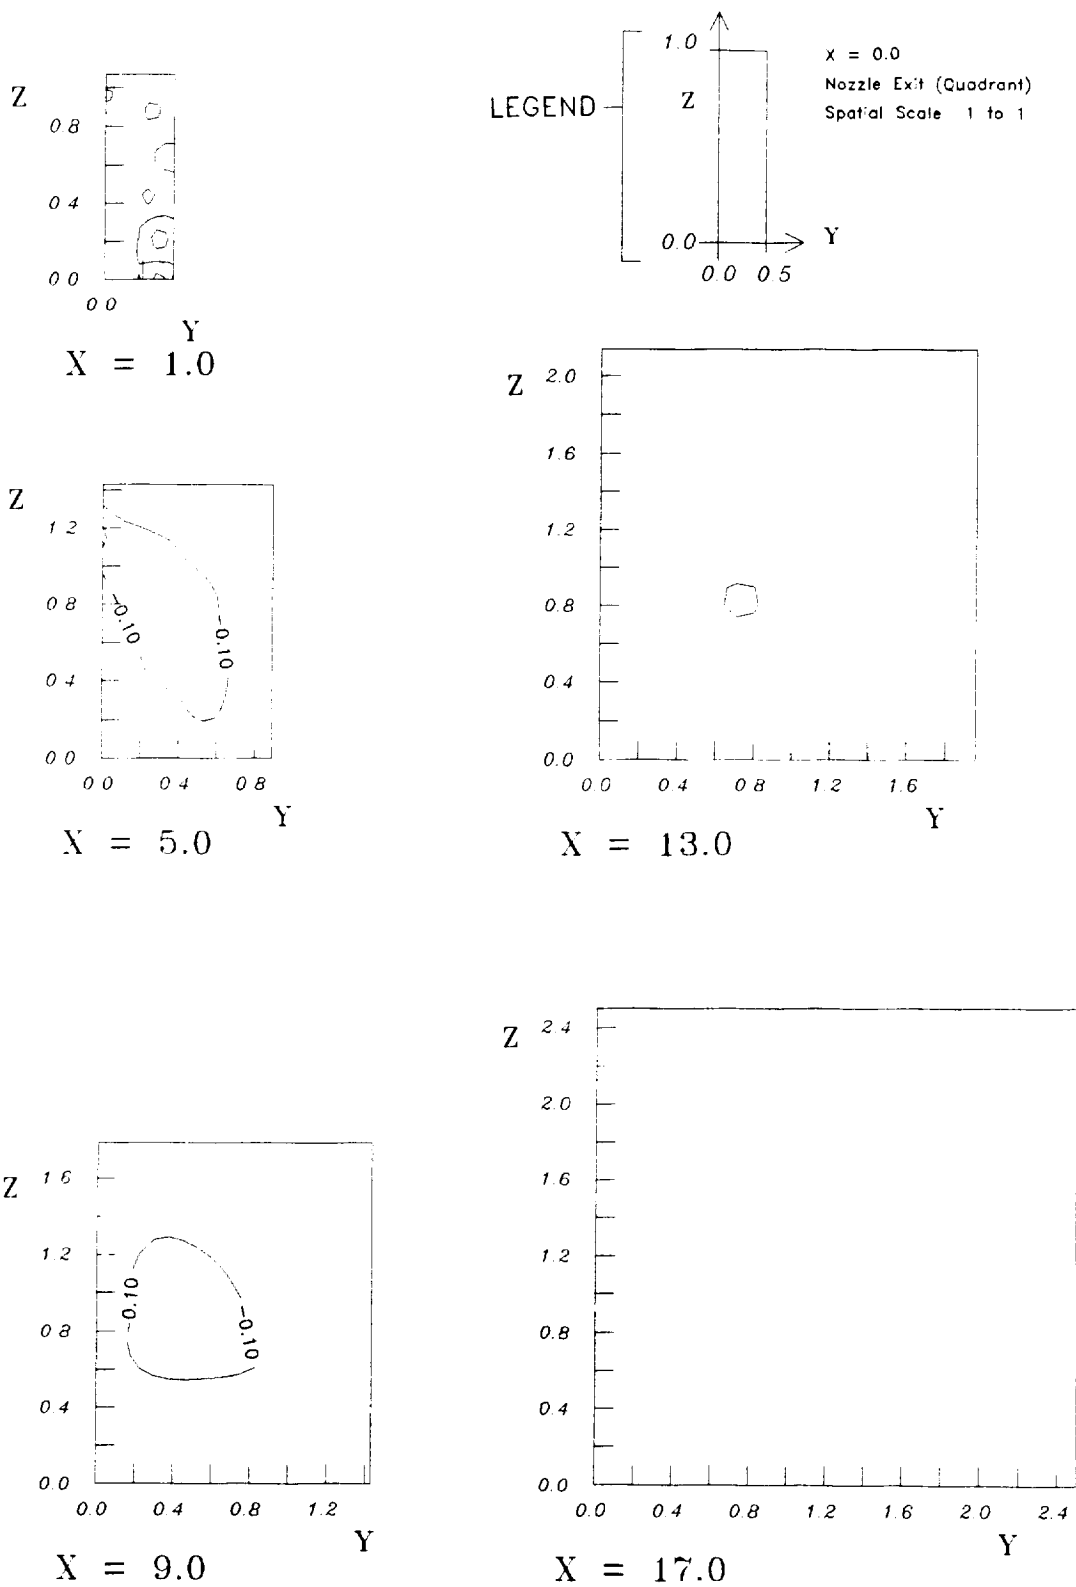 LEGEND
1.0
Z
0.0
0.0 0.5
Y
X = 0.0
Nozzle Exit (Quadrant)
Spatial Scale 1 to 1
Z
0.8
0.4
0.0
0.0
Y
X = 1.0
Z
1.2
0.8
0.4
0.0
0.0 0.4 0.8
-0.10
-0.10
Y
X = 5.0
Z
2.0
1.6
1.2
0.8
0.4
0.0
0.0 0.4 0.8 1.2 1.6
Y
X = 13.0
Z
1.6
1.2
0.8
0.4
0.0
0.0 0.4 0.8 1.2
0.10
-0.10
Y
X = 9.0
Z
2.4
2.0
1.6
1.2
0.8
0.4
0.0
0.0 0.4 0.8 1.2 1.6 2.0 2.4
Y
X = 17.0